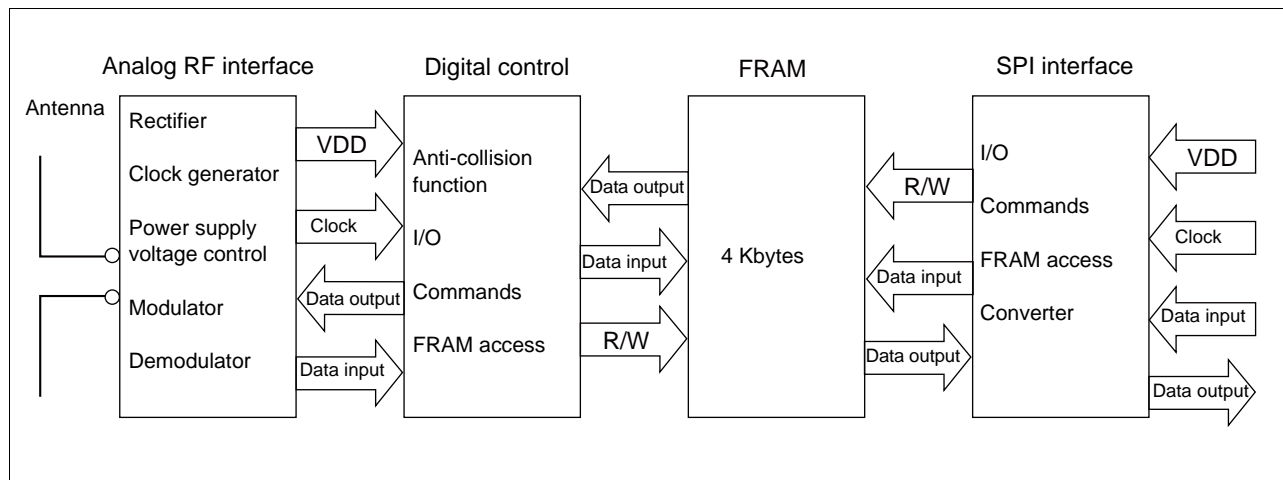 Analog RF interface
Digital control
FRAM
SPI interface
Antenna
Rectifier
Clock generator
Power supply
voltage control
Modulator
Demodulator
VDD
Clock
Data output
Data input
Anti-collision
function
I/O
Commands
FRAM access
Data output
Data input
R/W
4 Kbytes
R/W
Data input
Data output
I/O
Commands
FRAM access
Converter
VDD
Clock
Data input
Data output